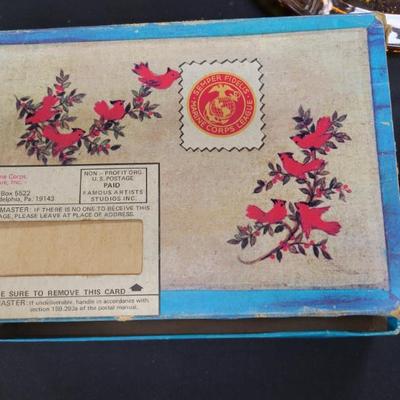 SEMPER FIDELIS
MARINE CORPS LEAGUE
ne Corps
are, Inc.
Box 5522
delphia, Pa. 19143
NON-PROFIT ORG.
U.S. POSTAGE
PAID
FAMOUS ARTISTS
STUDIOS INC.
MASTER: IF THERE IS NO ONE TO RECEIVE THIS
AGE, PLEASE LEAVE AT PLACE OF ADDRESS.
E SURE TO REMOVE THIS CARD
ASTER: If undeliverable, handle in accordance with
section 159.293a of the postal manual.